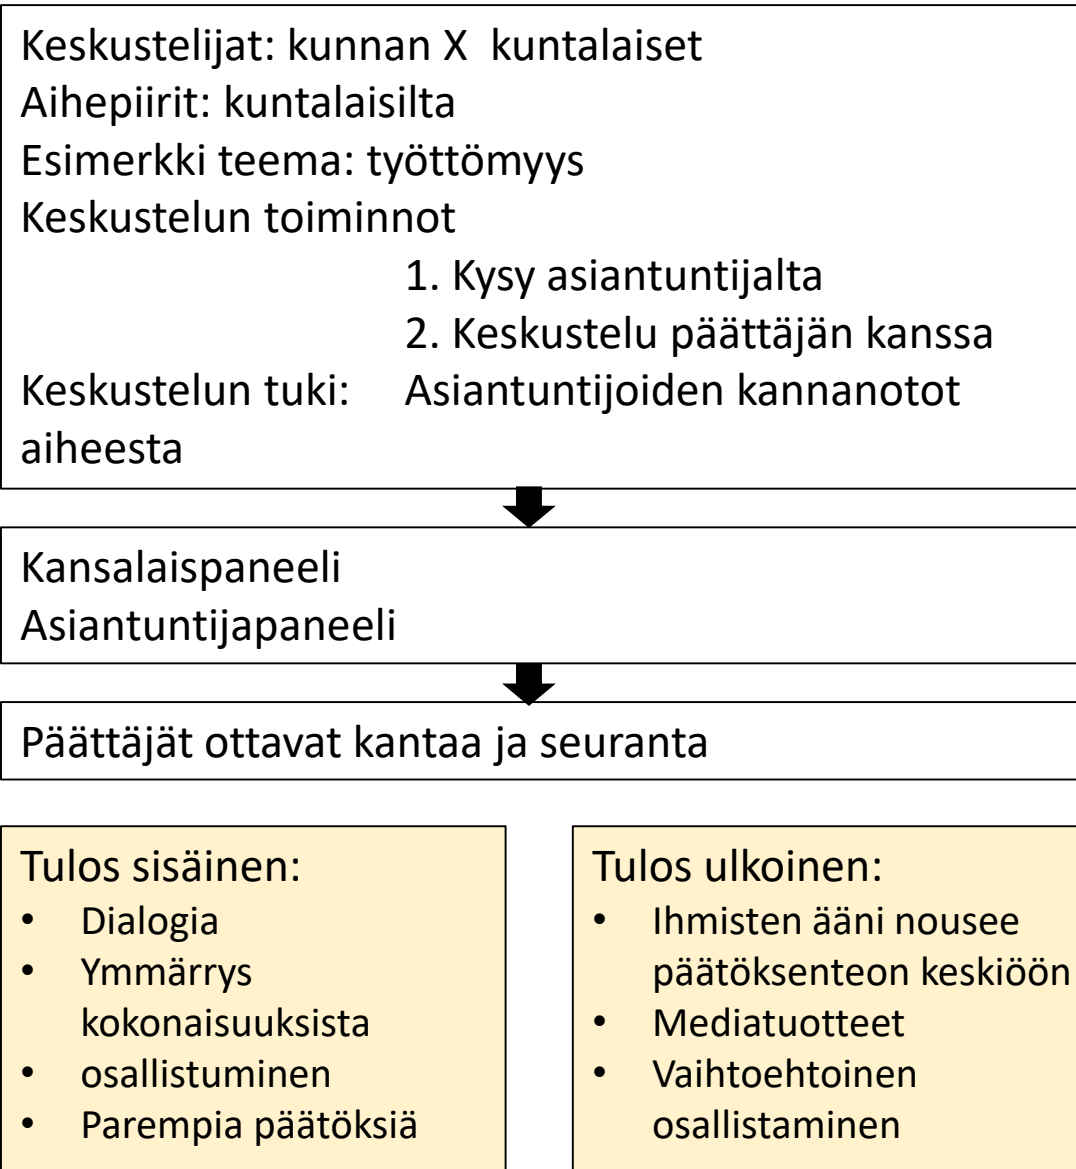 Keskustelijat: kunnan X kuntalaiset
Aihepiirit: kuntalaisilta
Esimerkki teema: työttömyys
Keskustelun toiminnot
1. Kysy asiantuntijalta
2. Keskustelu päättäjän kanssa
Keskustelun tuki: Asiantuntijoiden kannanotot
aiheesta
Kansalaispaneeli
Asiantuntijapaneeli
Päättäjät ottavat kantaa ja seuranta
Tulos sisäinen:
• Dialogia
• Ymmärrys
kokonaisuuksista
• osallistuminen
• Parempia päätöksiä
Tulos ulkoinen:
• Ihmisten ääni nousee
päätöksenteon keskiöön
• Mediatuotteet
• Vaihtoehtoinen
osallistaminen